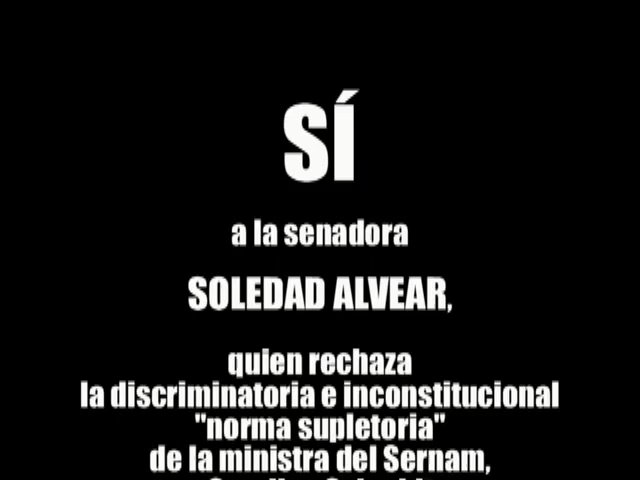 SÍ
a la senadora
SOLEDAD ALVEAR,
quien rechaza
la discriminatoria e inconstitucional
"norma supletoria"
de la ministra del Sernam,